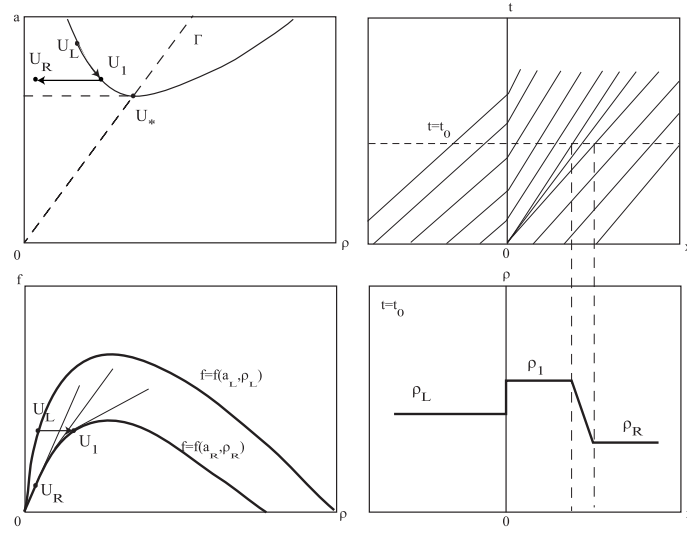 a
U_L
U_R
U_1
Γ
U_*
0
ρ
t
t=t_0
0
x
f
f=f(a_L,ρ_L)
U_L
U_1
f=f(a_R,ρ_R)
U_R
0
ρ
ρ
t=t_0
ρ_L
ρ_1
ρ_R
0